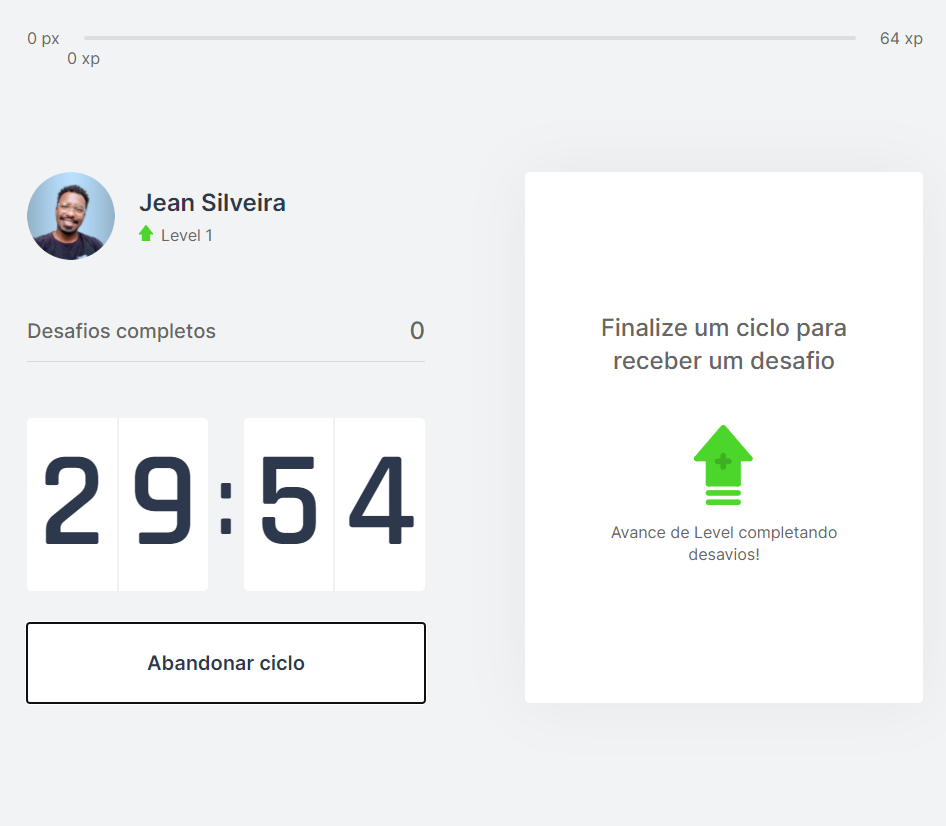 0 px
64 xp
0 xp
Jean Silveira
Level 1
Desafios completos
0
29:54
Abandonar ciclo
Finalize um ciclo para
receber um desafio
Avance de Level completando
desavios!